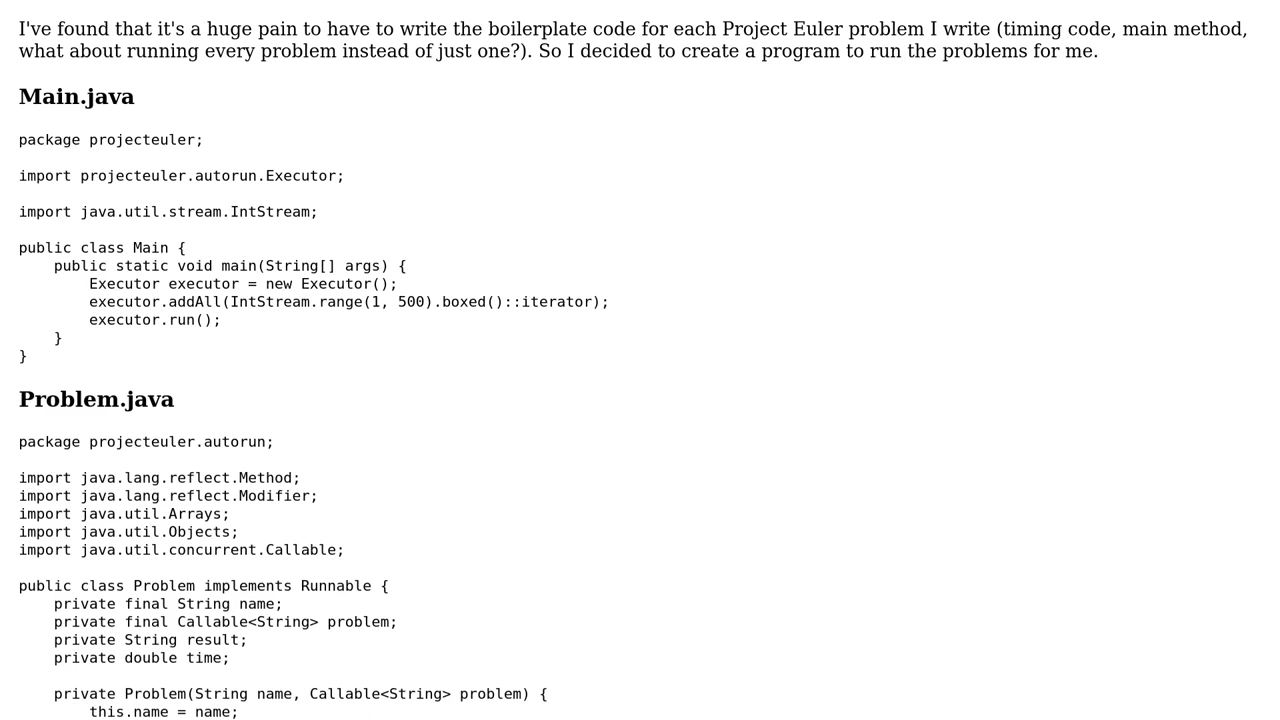 I've found that it's a huge pain to have to write the boilerplate code for each Project Euler problem I write (timing code, main method,
what about running every problem instead of just one?). So I decided to create a program to run the problems for me.
Main.java
package projecteuler;
import projecteuler.autorun.Executor;
import java.util.stream.IntStream;
public class Main {
    public static void main(String[] args) {
        Executor executor = new Executor();
        executor.addAll(IntStream.range(1, 500).boxed()::iterator);
        executor.run();
    }
}
Problem.java
package projecteuler.autorun;
import java.lang.reflect.Method;
import java.lang.reflect.Modifier;
import java.util.Arrays;
import java.util.Objects;
import java.util.concurrent.Callable;
public class Problem implements Runnable {
    private final String name;
    private final Callable<String> problem;
    private String result;
    private double time;
    private Problem(String name, Callable<String> problem) {
        this.name = name;